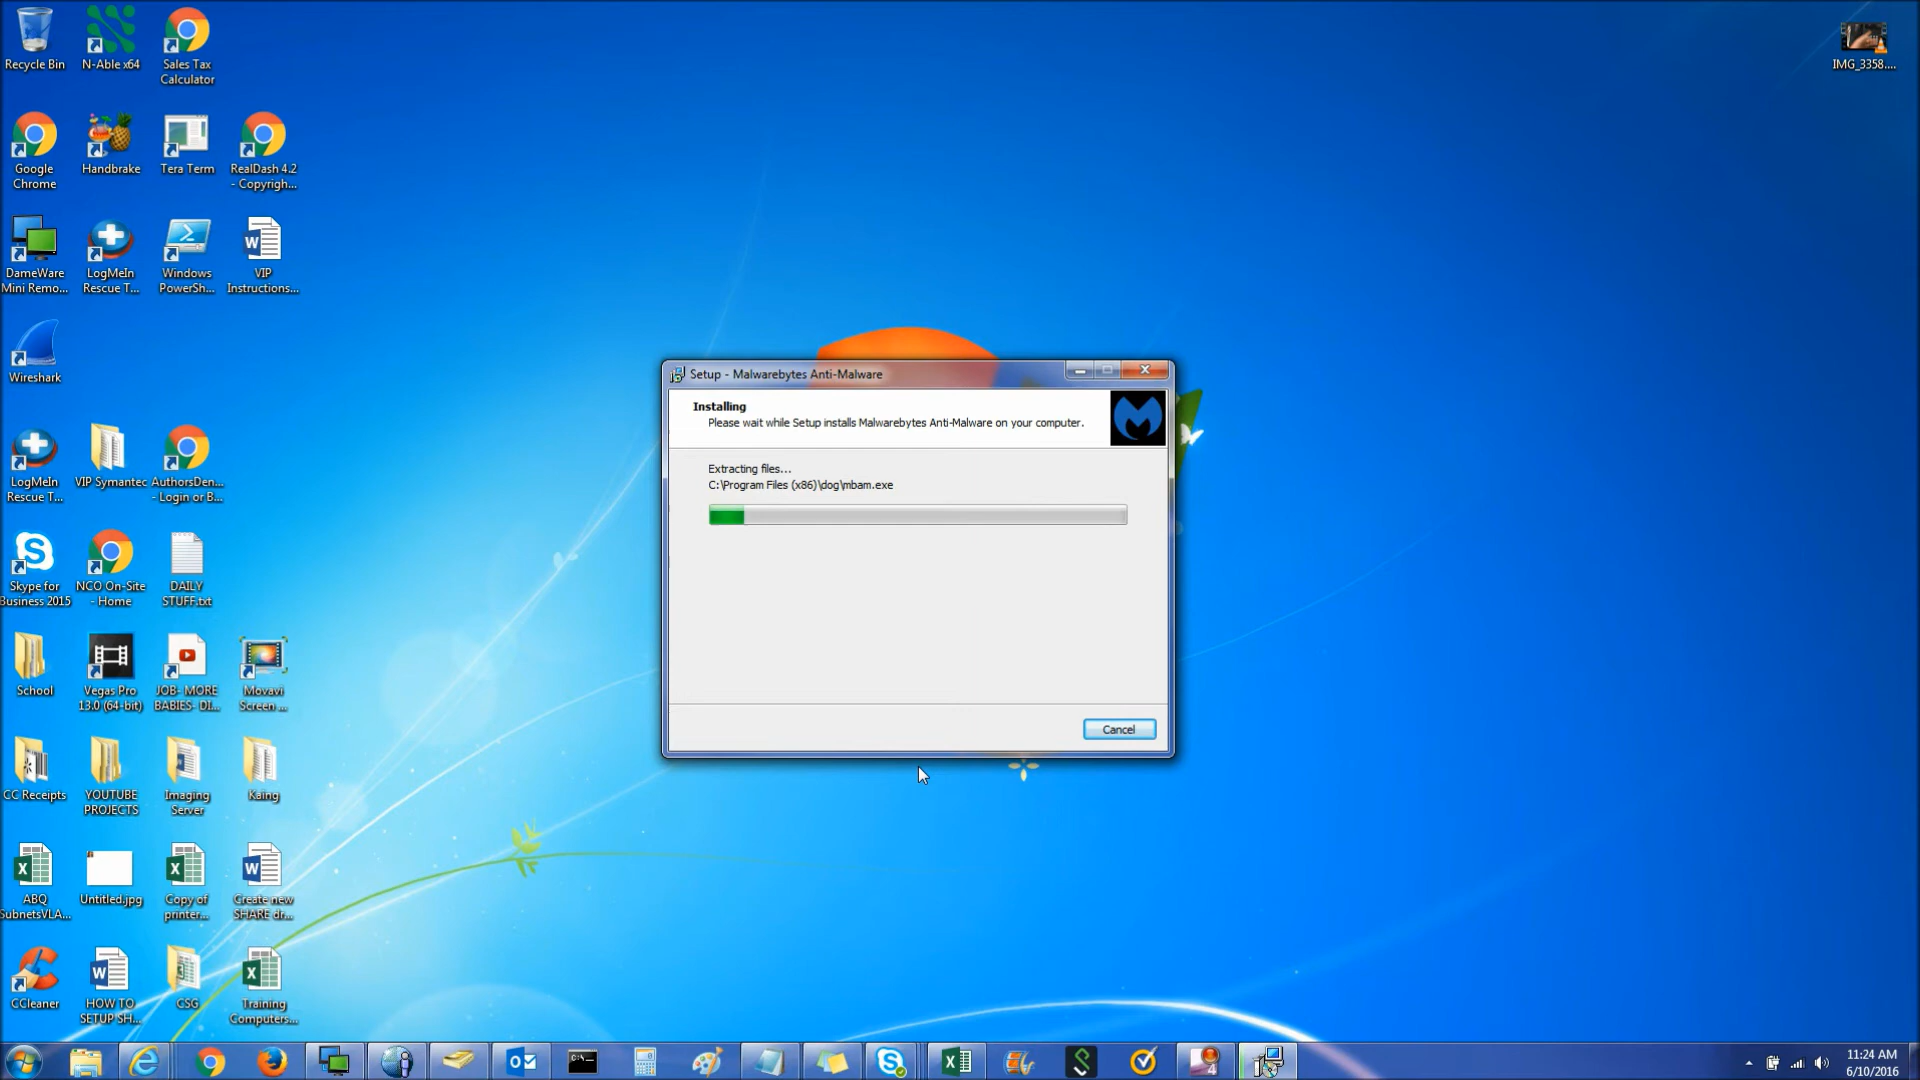 Recycle Bin
N-Able x64
Sales Tax
Calculator
IMG_3358....
Google
Chrome
Handbrake
Tera Term
RealDash 4.2
- Copyrigh...
DameWare
Mini Remo...
LogMeIn
Rescue T...
Windows
PowerSh...
VIP
Instructions...
Wireshark
LogMeIn
Rescue T...
VIP Symantec
AuthorsDen...
- Login or B...
Skype for
Business 2015
NCO On-Site
- Home
DAILY
STUFF.txt
School
Vegas Pro
13.0 (64-bit)
JOB- MORE
BABIES- DI...
Movavi
Screen ...
CC Receipts
YOUTUBE
PROJECTS
Imaging
Server
Kaing
ABQ
SubnetsVLA...
Untitled.jpg
Copy of
printer...
Create new
SHARE dr...
CCleaner
HOW TO
SETUP SH...
CSG
Training
Computers...
Setup - Malwarebytes Anti-Malware
Installing
Please wait while Setup installs Malwarebytes Anti-Malware on your computer.
Extracting files...
C:\Program Files (x86)\dog\mbam.exe
Cancel
11:24 AM
6/10/2016